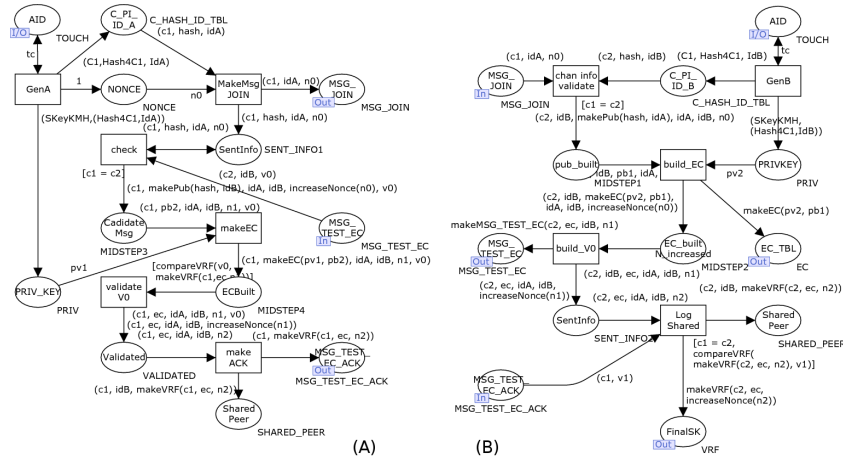 AID
I/O
TOUCH
tc
C_PI_
ID_A
C_HASH_ID_TBL
(c1, hash, idA)
(C1,Hash4C1, IdA)
GenA
1
NONCE
NONCE
n0
MakeMsg
JOIN
(c1, idA, n0)
MSG_
JOIN
Out
MSG_JOIN
(SKeyKMH,(Hash4C1,IdA))
(c1, hash, idA, n0)
(c1, hash, idA, n0)
check
[c1 = c2]
SentInfo
SENT_INFO1
(c2, idB, v0)
(c1, makePub(hash, idB), idA, idB, increaseNonce(n0), v0)
(c1, pb2, idA, idB, n1, v0)
Cadidate
Msg
MIDSTEP3
makeEC
MSG_
TEST_EC
In
MSG_TEST_EC
(c1, makeEC(pv1, pb2), idA, idB, n1, v0)
pv1
[compareVRF(v0,
makeVRF(c1,ec,n1))]
PRIV_KEY
PRIV
validate
V0
ECBuilt
MIDSTEP4
(c1, ec, idA, idB, n1, v0)
(c1, ec, idA, idB, increaseNonce(n1))
(c1, ec, idA, idB, n2)
(c1, makeVRF(c1, ec, n2))
Validated
VALIDATED
make
ACK
MSG_TEST_
EC_ACK
Out
MSG_TEST_EC_ACK
(c1, idB, makeVRF(c1, ec, n2))
Shared
Peer
SHARED_PEER
(A)
AID
I/O
TOUCH
tc
(c1, idA, n0)
(c2, hash, idB)
(C1, Hash4C1, IdB)
MSG_
JOIN
In
MSG_JOIN
chan info
validate
C_PI_
ID_B
C_HASH_ID_TBL
GenB
[c1 = c2]
(c2, idB, makePub(hash, idA), idA, idB, n0)
(SKeyKMH,
(Hash4C1,IdB))
pub_built
MIDSTEP1
build_EC
pv2
PRIVKEY
PRIV
(c2, idB, makeEC(pv2, pb1),
idA, idB, increaseNonce(n0))
makeEC(pv2, pb1)
makeMSG_TEST_EC(c2, ec, idB, n1)
MSG_
TEST_EC
Out
MSG_TEST_EC
build_V0
EC_built
N_increased
MIDSTEP2
EC_TBL
Out
EC
(c2, idB, ec, idA, idB, n1)
(c2, idB, makeVRF(c2, ec, n2))
(c2, ec, idA, idB,
increaseNonce(n1))
(c2, ec, idA, idB, n2)
SentInfo
Log
Shared
Shared
Peer
SHARED_PEER
[c1 = c2,
compareVRF(
makeVRF(c2, ec, n2), v1)]
MSG_TEST_
EC_ACK
In
MSG_TEST_EC_ACK
(c1, v1)
makeVRF(c2, ec,
increaseNonce(n2))
FinalSK
Out
VRF
(B)